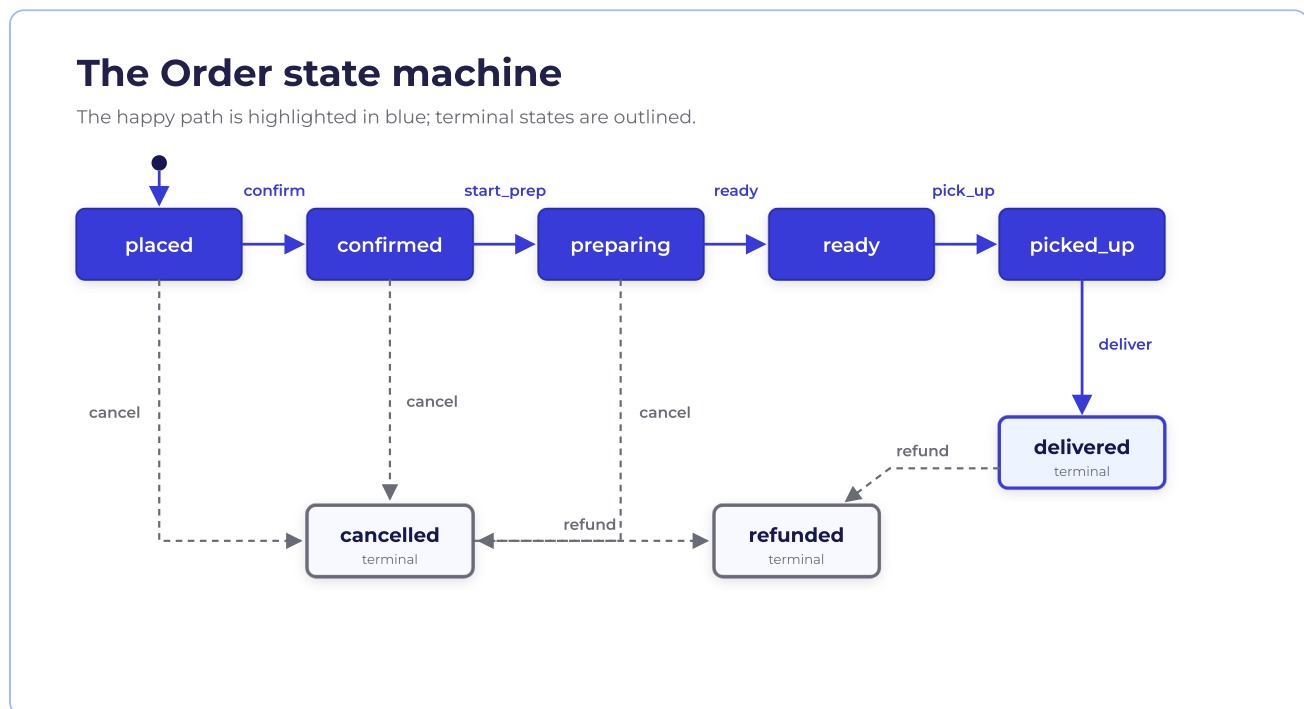 The Order state machine
The happy path is highlighted in blue; terminal states are outlined.
confirm
start_prep
ready
pick_up
placed
confirmed
preparing
ready
picked_up
deliver
cancel
cancel
cancel
delivered
terminal
refund
refund
cancelled
terminal
refunded
terminal